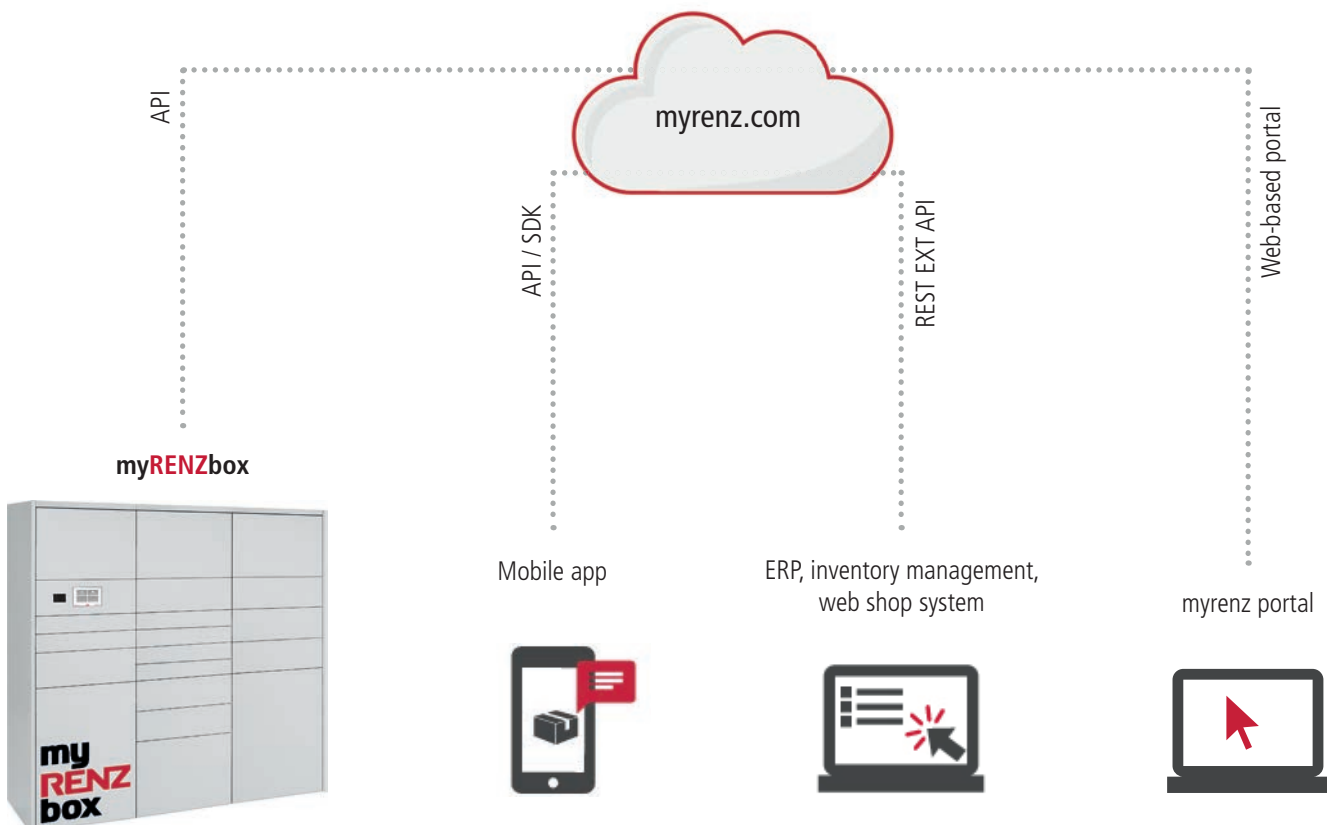 myrenz.com
API
API / SDK
REST EXT API
Web-based portal
myRENZbox
Mobile app
ERP, inventory management,
web shop system
myrenz portal
my
RENZ
box